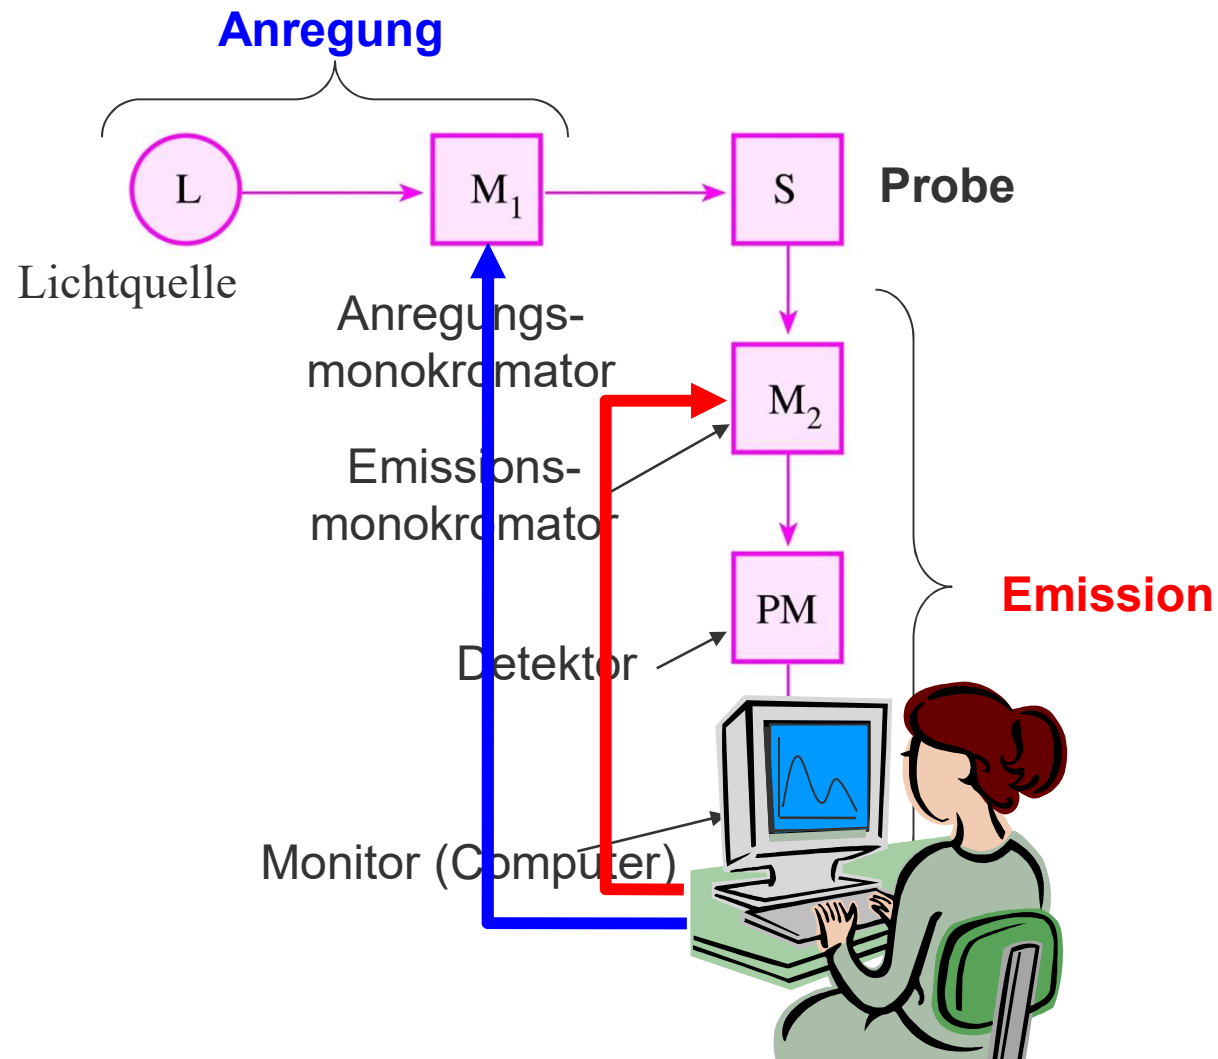 Anregung
L
M1
S
Probe
Lichtquelle
Anregungs-
monokromator
M2
Emissions-
monokromator
Emission
PM
Detektor
Monitor (Computer)